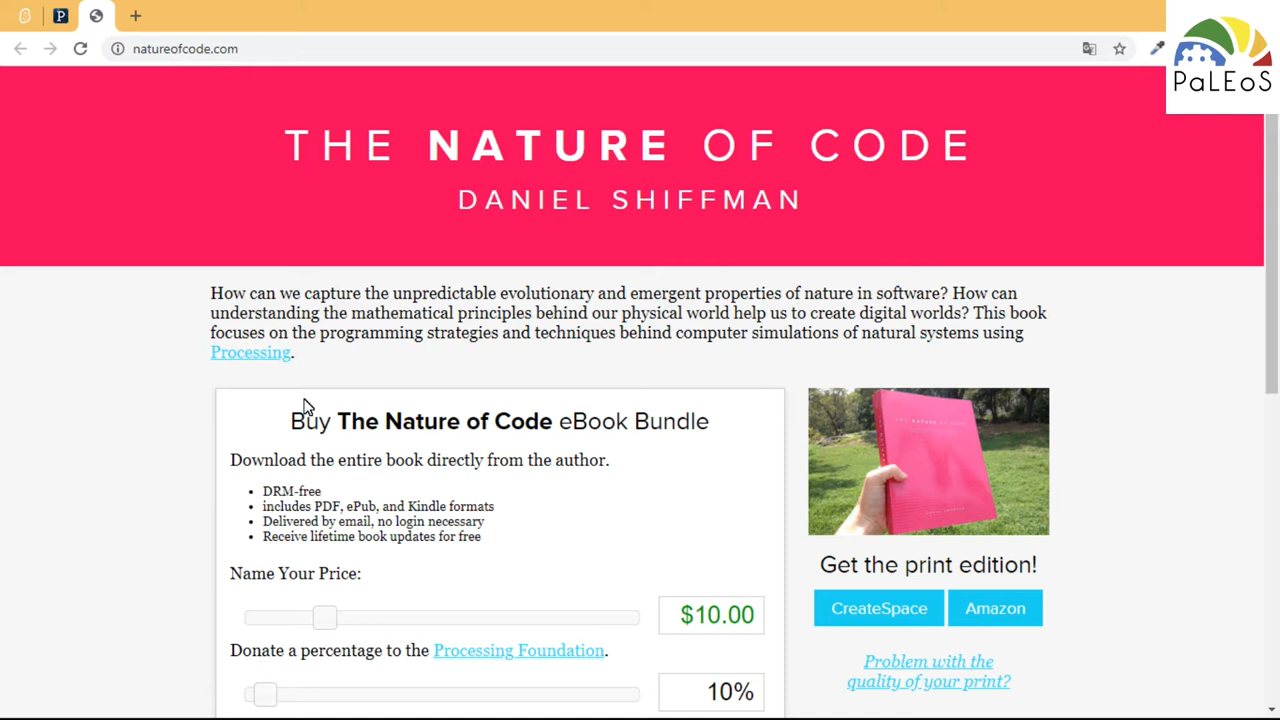 natureofcode.com
PaLEoS
THE NATURE OF CODE
DANIEL SHIFFMAN
How can we capture the unpredictable evolutionary and emergent properties of nature in software? How can
understanding the mathematical principles behind our physical world help us to create digital worlds? This book
focuses on the programming strategies and techniques behind computer simulations of natural systems using
Processing.
Buy The Nature of Code eBook Bundle
Download the entire book directly from the author.
• DRM-free
• includes PDF, ePub, and Kindle formats
• Delivered by email, no login necessary
• Receive lifetime book updates for free
Name Your Price:
$10.00
Donate a percentage to the Processing Foundation.
10%
THE NATURE OF CODE
DANIEL SHIFFMAN
Get the print edition!
CreateSpace Amazon
Problem with the
quality of your print?